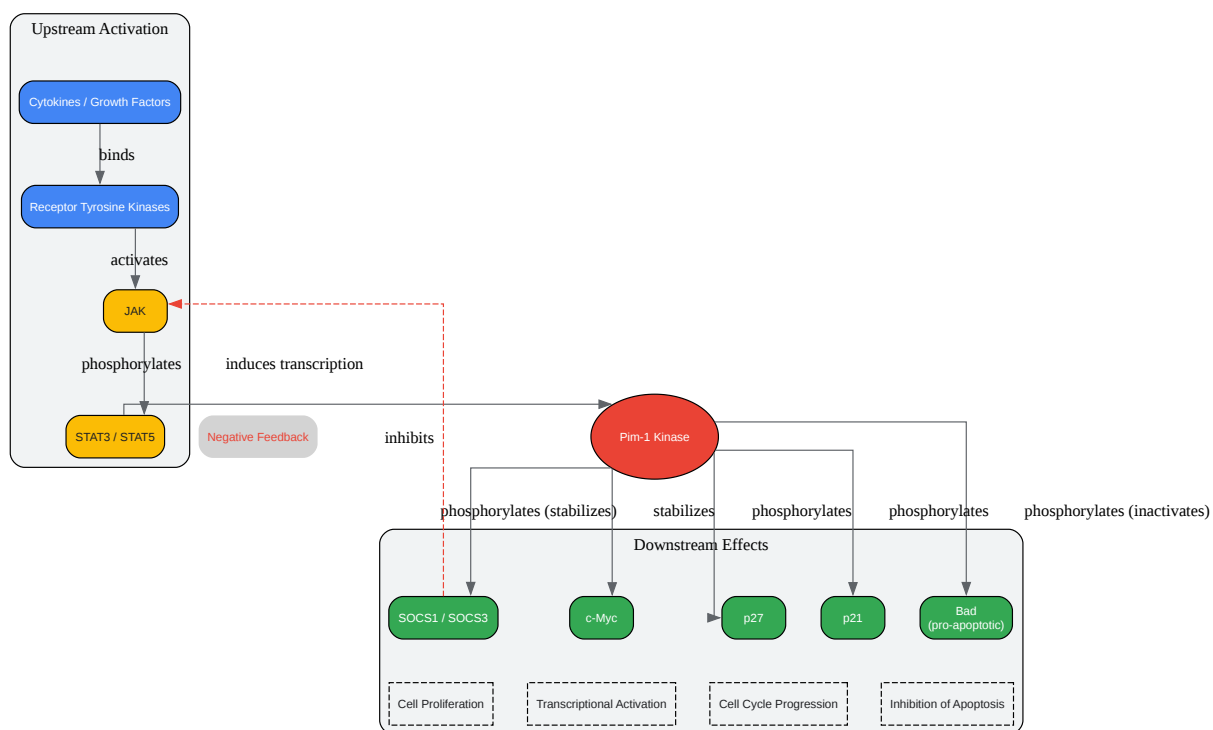 Upstream Activation
Cytokines / Growth Factors
binds
Receptor Tyrosine Kinases
activates
JAK
phosphorylates
induces transcription
STAT3 / STAT5
Negative Feedback
inhibits
Pim-1 Kinase
phosphorylates (stabilizes)
stabilizes
phosphorylates
phosphorylates
phosphorylates (inactivates)
Downstream Effects
SOCS1 / SOCS3
c-Myc
p27
p21
Bad
(pro-apoptotic)
Cell Proliferation
Transcriptional Activation
Cell Cycle Progression
Inhibition of Apoptosis